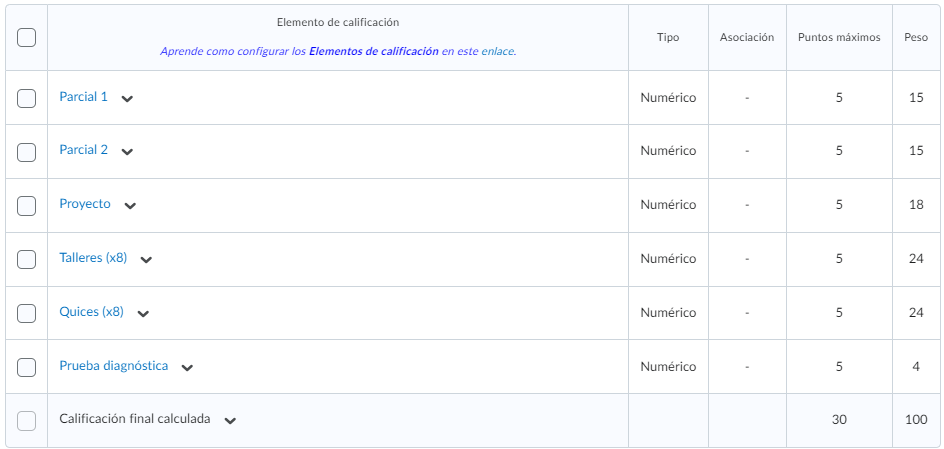 Elemento de calificación
Aprende como configurar los Elementos de calificación en este enlace.
Tipo
Asociación
Puntos máximos
Peso
Parcial 1 Numérico - 5 15
Parcial 2 Numérico - 5 15
Proyecto Numérico - 5 18
Talleres (x8) Numérico - 5 24
Quices (x8) Numérico - 5 24
Prueba diagnóstica Numérico - 5 4
Calificación final calculada 30 100